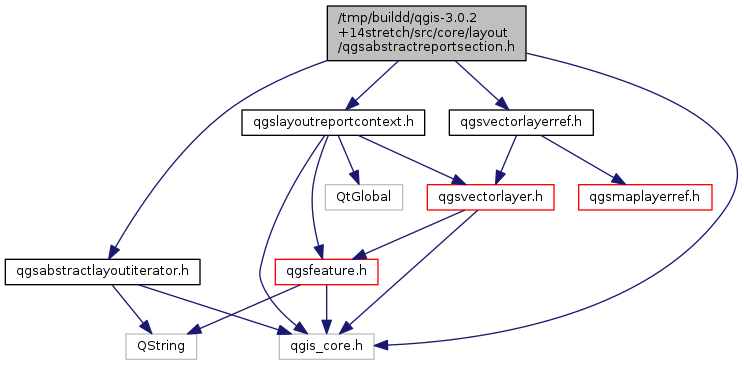 /tmp/buildd/qgis-3.0.2
+14stretch/src/core/layout
/qgsabstractreportsection.h
qgslayoutreportcontext.h
qgsvectorlayerref.h
QtGlobal
qgsvectorlayer.h
qgsmaplayerref.h
qgsabstractlayoutiterator.h
qgsfeature.h
QString
qgis_core.h